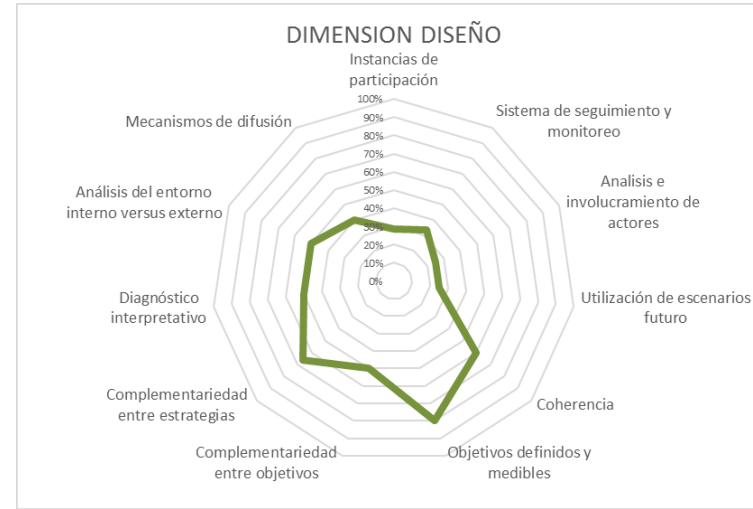 DIMENSION DISEÑO
Instancias de
participación
Sistema de seguimiento y
monitoreo
Analisis e
involucramiento de
actores
Utilización de escenarios
futuro
Coherencia
Objetivos definidos y
medibles
Complementariedad
entre objetivos
Complementariedad
entre estrategias
Diagnóstico
interpretativo
Análisis del entorno
interno versus externo
Mecanismos de difusión
100%
90%
80%
70%
60%
50%
40%
30%
20%
10%
0%